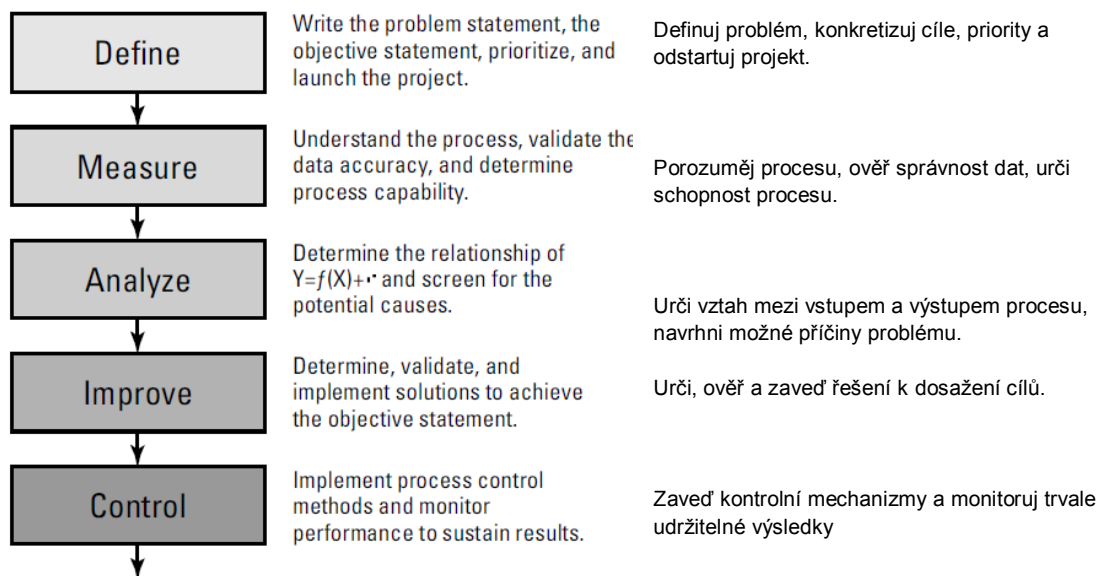 Define
Write the problem statement, the
objective statement, prioritize, and
launch the project.
Definuj problém, konkretizuj cíle, priority a
odstartuj projekt.
Measure
Understand the process, validate the
data accuracy, and determine
process capability.
Porozuměj procesu, ověř správnost dat, urči
schopnost procesu.
Analyze
Determine the relationship of
Y=ƒ(X)+ and screen for the
potential causes.
Urči vztah mezi vstupem a výstupem procesu,
navrhni možné příčiny problému.
Improve
Determine, validate, and
implement solutions to achieve
the objective statement.
Urči, ověř a zaveď řešení k dosažení cílů.
Control
Implement process control
methods and monitor
performance to sustain results.
Zaveď kontrolní mechanizmy a monitoruj trvale
udržitelné výsledky